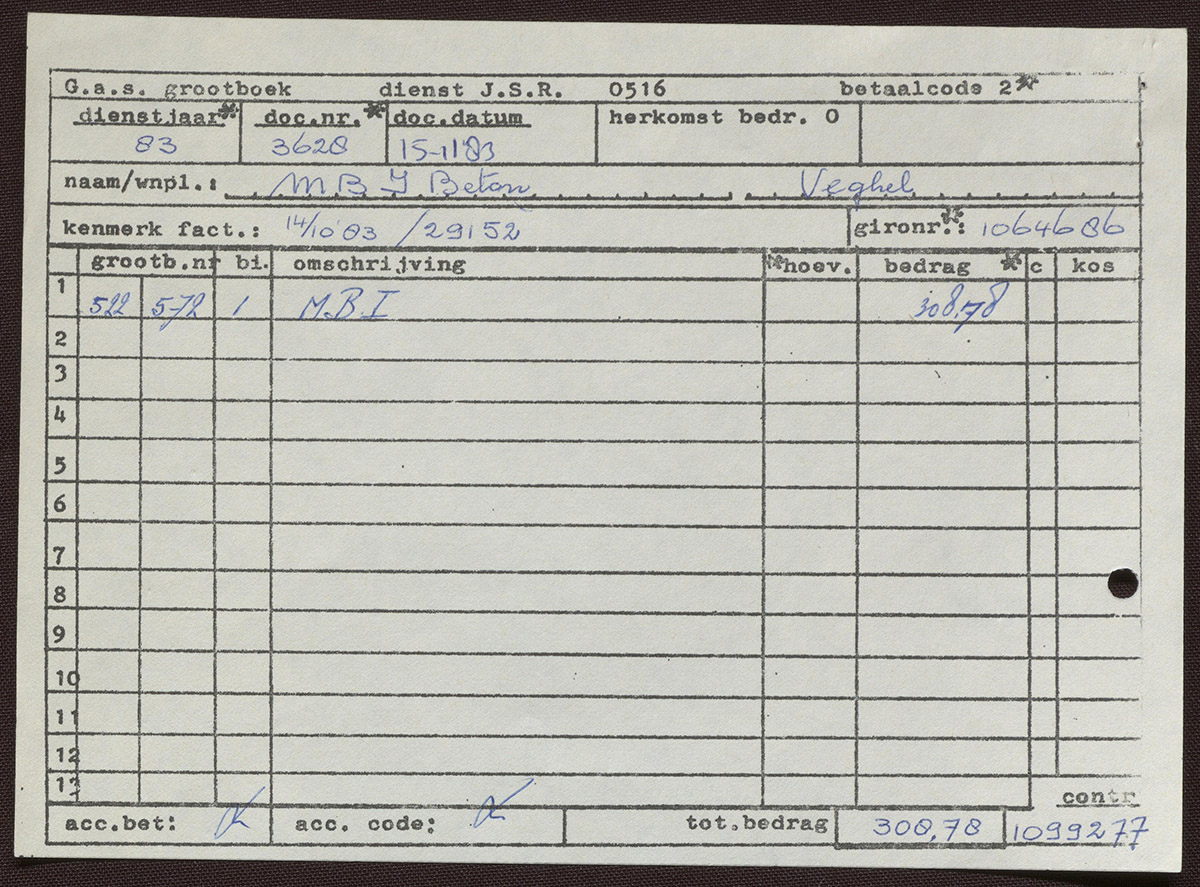 G.a.s. grootboek dienst J.S.R. 0516 betaalcode 2*
dienstjaar* doc.nr.* doc.datum herkomst bedr. 0
83 3628 15-11'83
naam/wnpl.: MBI Beton Veghel
kenmerk fact.: 14/10'83 /29152 gironr.*: 1064686
grootb.nr bi. omschrijving *hoev. bedrag * c kos
1 522 572 1 M.B.I 308,78
2
3
4
5
6
7
8
9
10
11
12
13
contr
acc.bet: acc. code: tot.bedrag 308,78 1099277